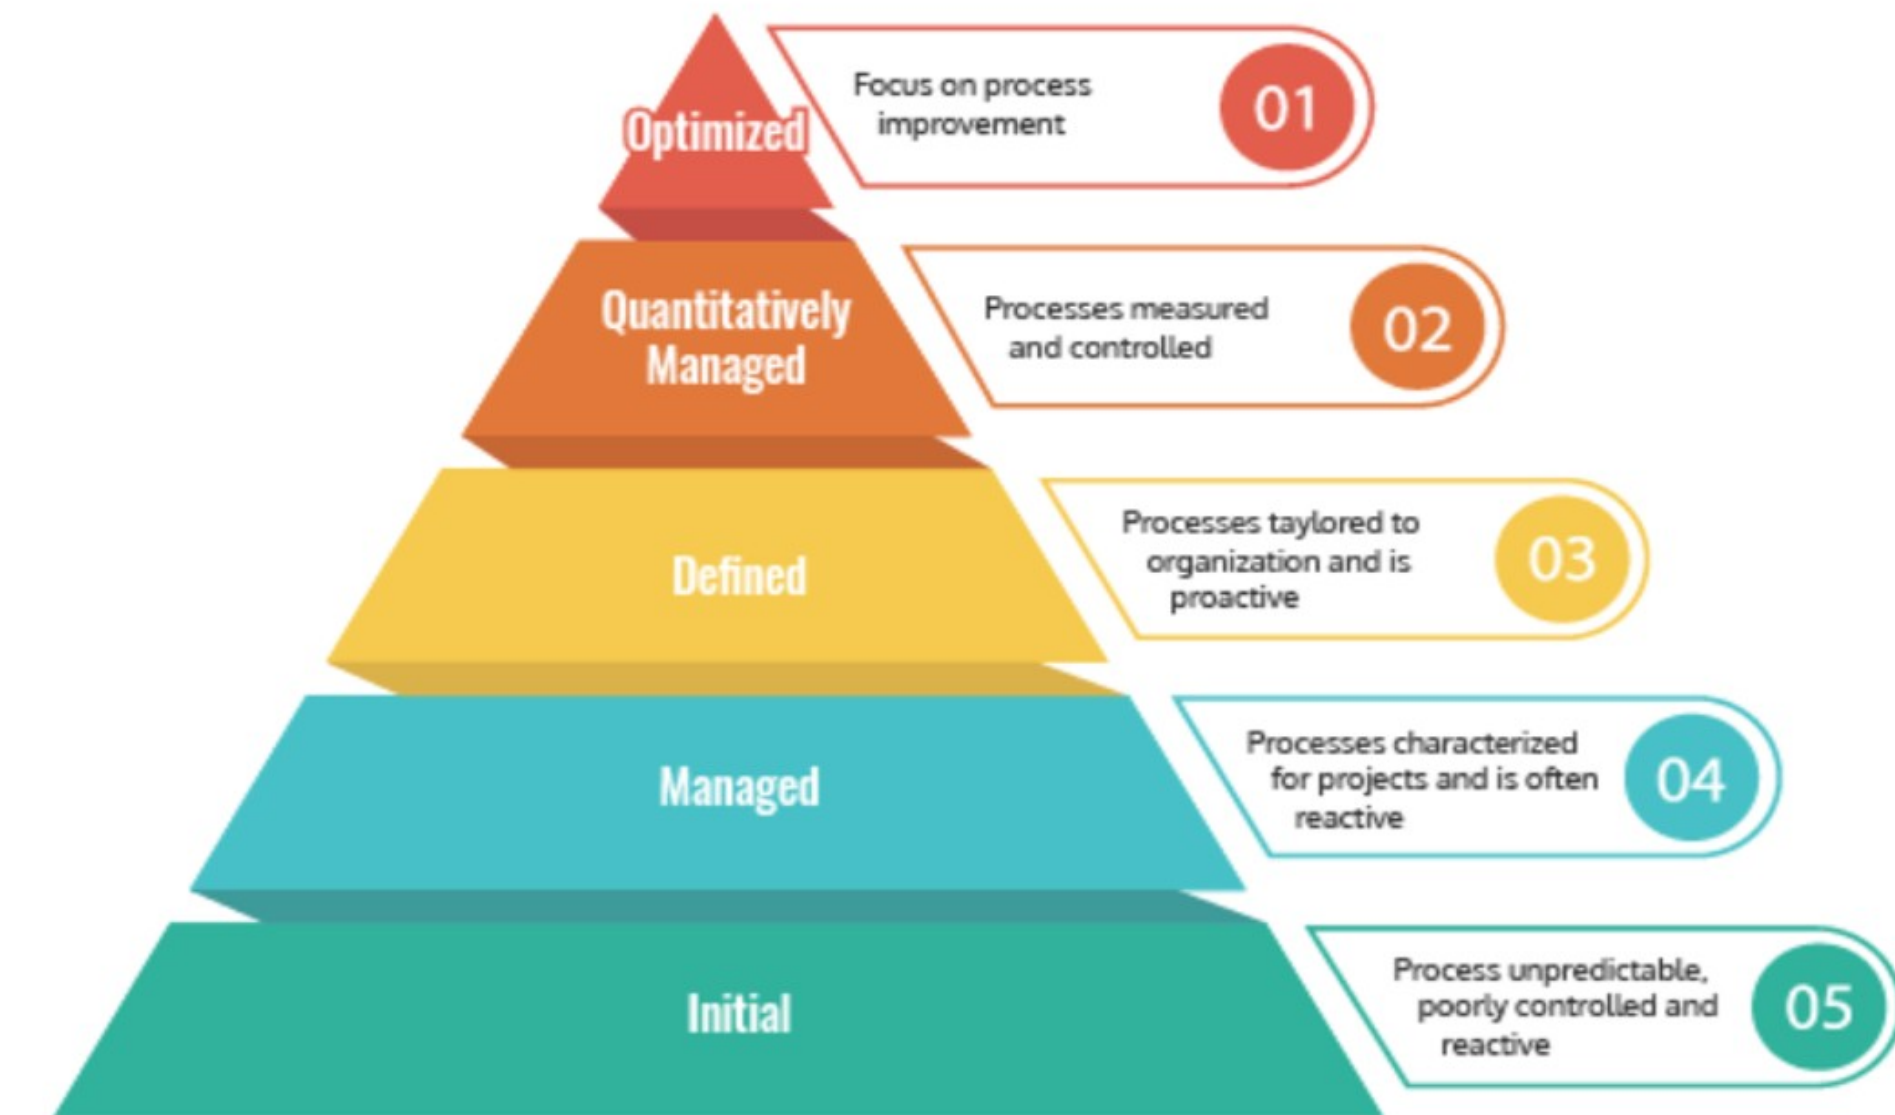 Optimized
Focus on process
improvement
01
Quantitatively
Managed
Processes measured
and controlled
02
Defined
Processes taylored to
organization and is
proactive
03
Managed
Processes characterized
for projects and is often
reactive
04
Initial
Process unpredictable,
poorly controlled and
reactive
05